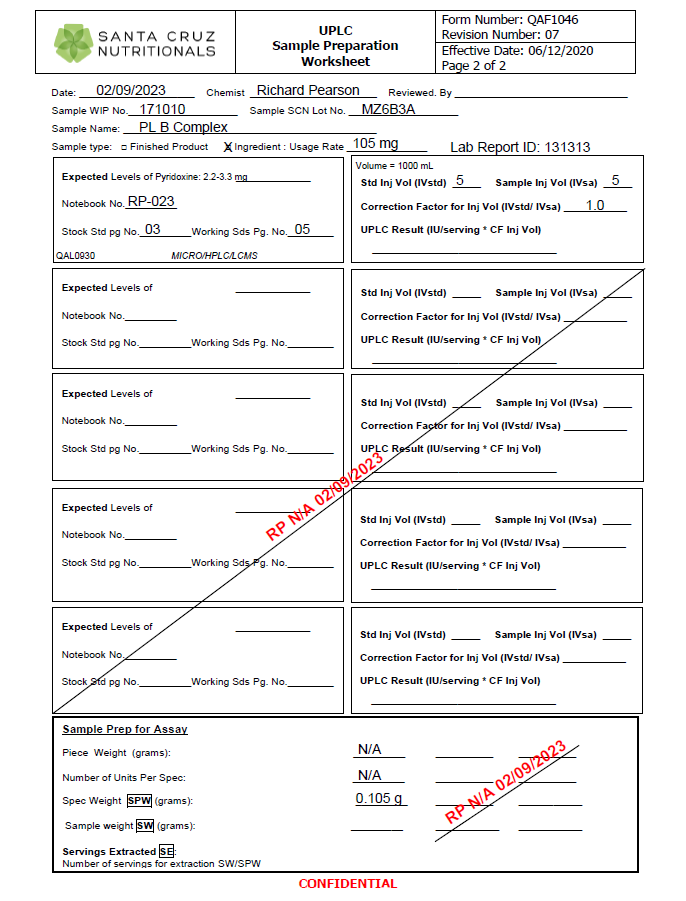 SANTA CRUZ
NUTRITIONALS
UPLC
Sample Preparation
Worksheet
Form Number: QAF1046
Revision Number: 07
Effective Date: 06/12/2020
Page 2 of 2
Date: 02/09/2023 Chemist Richard Pearson Reviewed. By
Sample WIP No. 171010 Sample SCN Lot No. MZ6B3A
Sample Name: PL B Complex
Sample type: □ Finished Product X Ingredient : Usage Rate 105 mg Lab Report ID: 131313
Expected Levels of Pyridoxine: 2.2-3.3 mg
Notebook No. RP-023
Stock Std pg No. 03 Working Sds Pg. No. 05
QAL0930 MICRO/HPLC/LCMS
Volume = 1000 mL
Std Inj Vol (IVstd) 5 Sample Inj Vol (IVsa) 5
Correction Factor for Inj Vol (IVstd/ IVsa) 1.0
UPLC Result (IU/serving * CF Inj Vol)
Expected Levels of
Notebook No.
Stock Std pg No. Working Sds Pg. No.
Std Inj Vol (IVstd) Sample Inj Vol (IVsa)
Correction Factor for Inj Vol (IVstd/ IVsa)
UPLC Result (IU/serving * CF Inj Vol)
Expected Levels of
Notebook No.
Stock Std pg No. Working Sds Pg. No.
Std Inj Vol (IVstd) Sample Inj Vol (IVsa)
Correction Factor for Inj Vol (IVstd/ IVsa)
UPLC Result (IU/serving * CF Inj Vol)
RP N/A 02/09/2023
Expected Levels of
Notebook No.
Stock Std pg No. Working Sds Pg. No.
Std Inj Vol (IVstd) Sample Inj Vol (IVsa)
Correction Factor for Inj Vol (IVstd/ IVsa)
UPLC Result (IU/serving * CF Inj Vol)
Expected Levels of
Notebook No.
Stock Std pg No. Working Sds Pg. No.
Std Inj Vol (IVstd) Sample Inj Vol (IVsa)
Correction Factor for Inj Vol (IVstd/ IVsa)
UPLC Result (IU/serving * CF Inj Vol)
Sample Prep for Assay
Piece Weight (grams): N/A
Number of Units Per Spec: N/A
Spec Weight SPW (grams): 0.105 g
Sample weight SW (grams):
RP N/A 02/09/2023
Servings Extracted SE:
Number of servings for extraction SW/SPW
CONFIDENTIAL